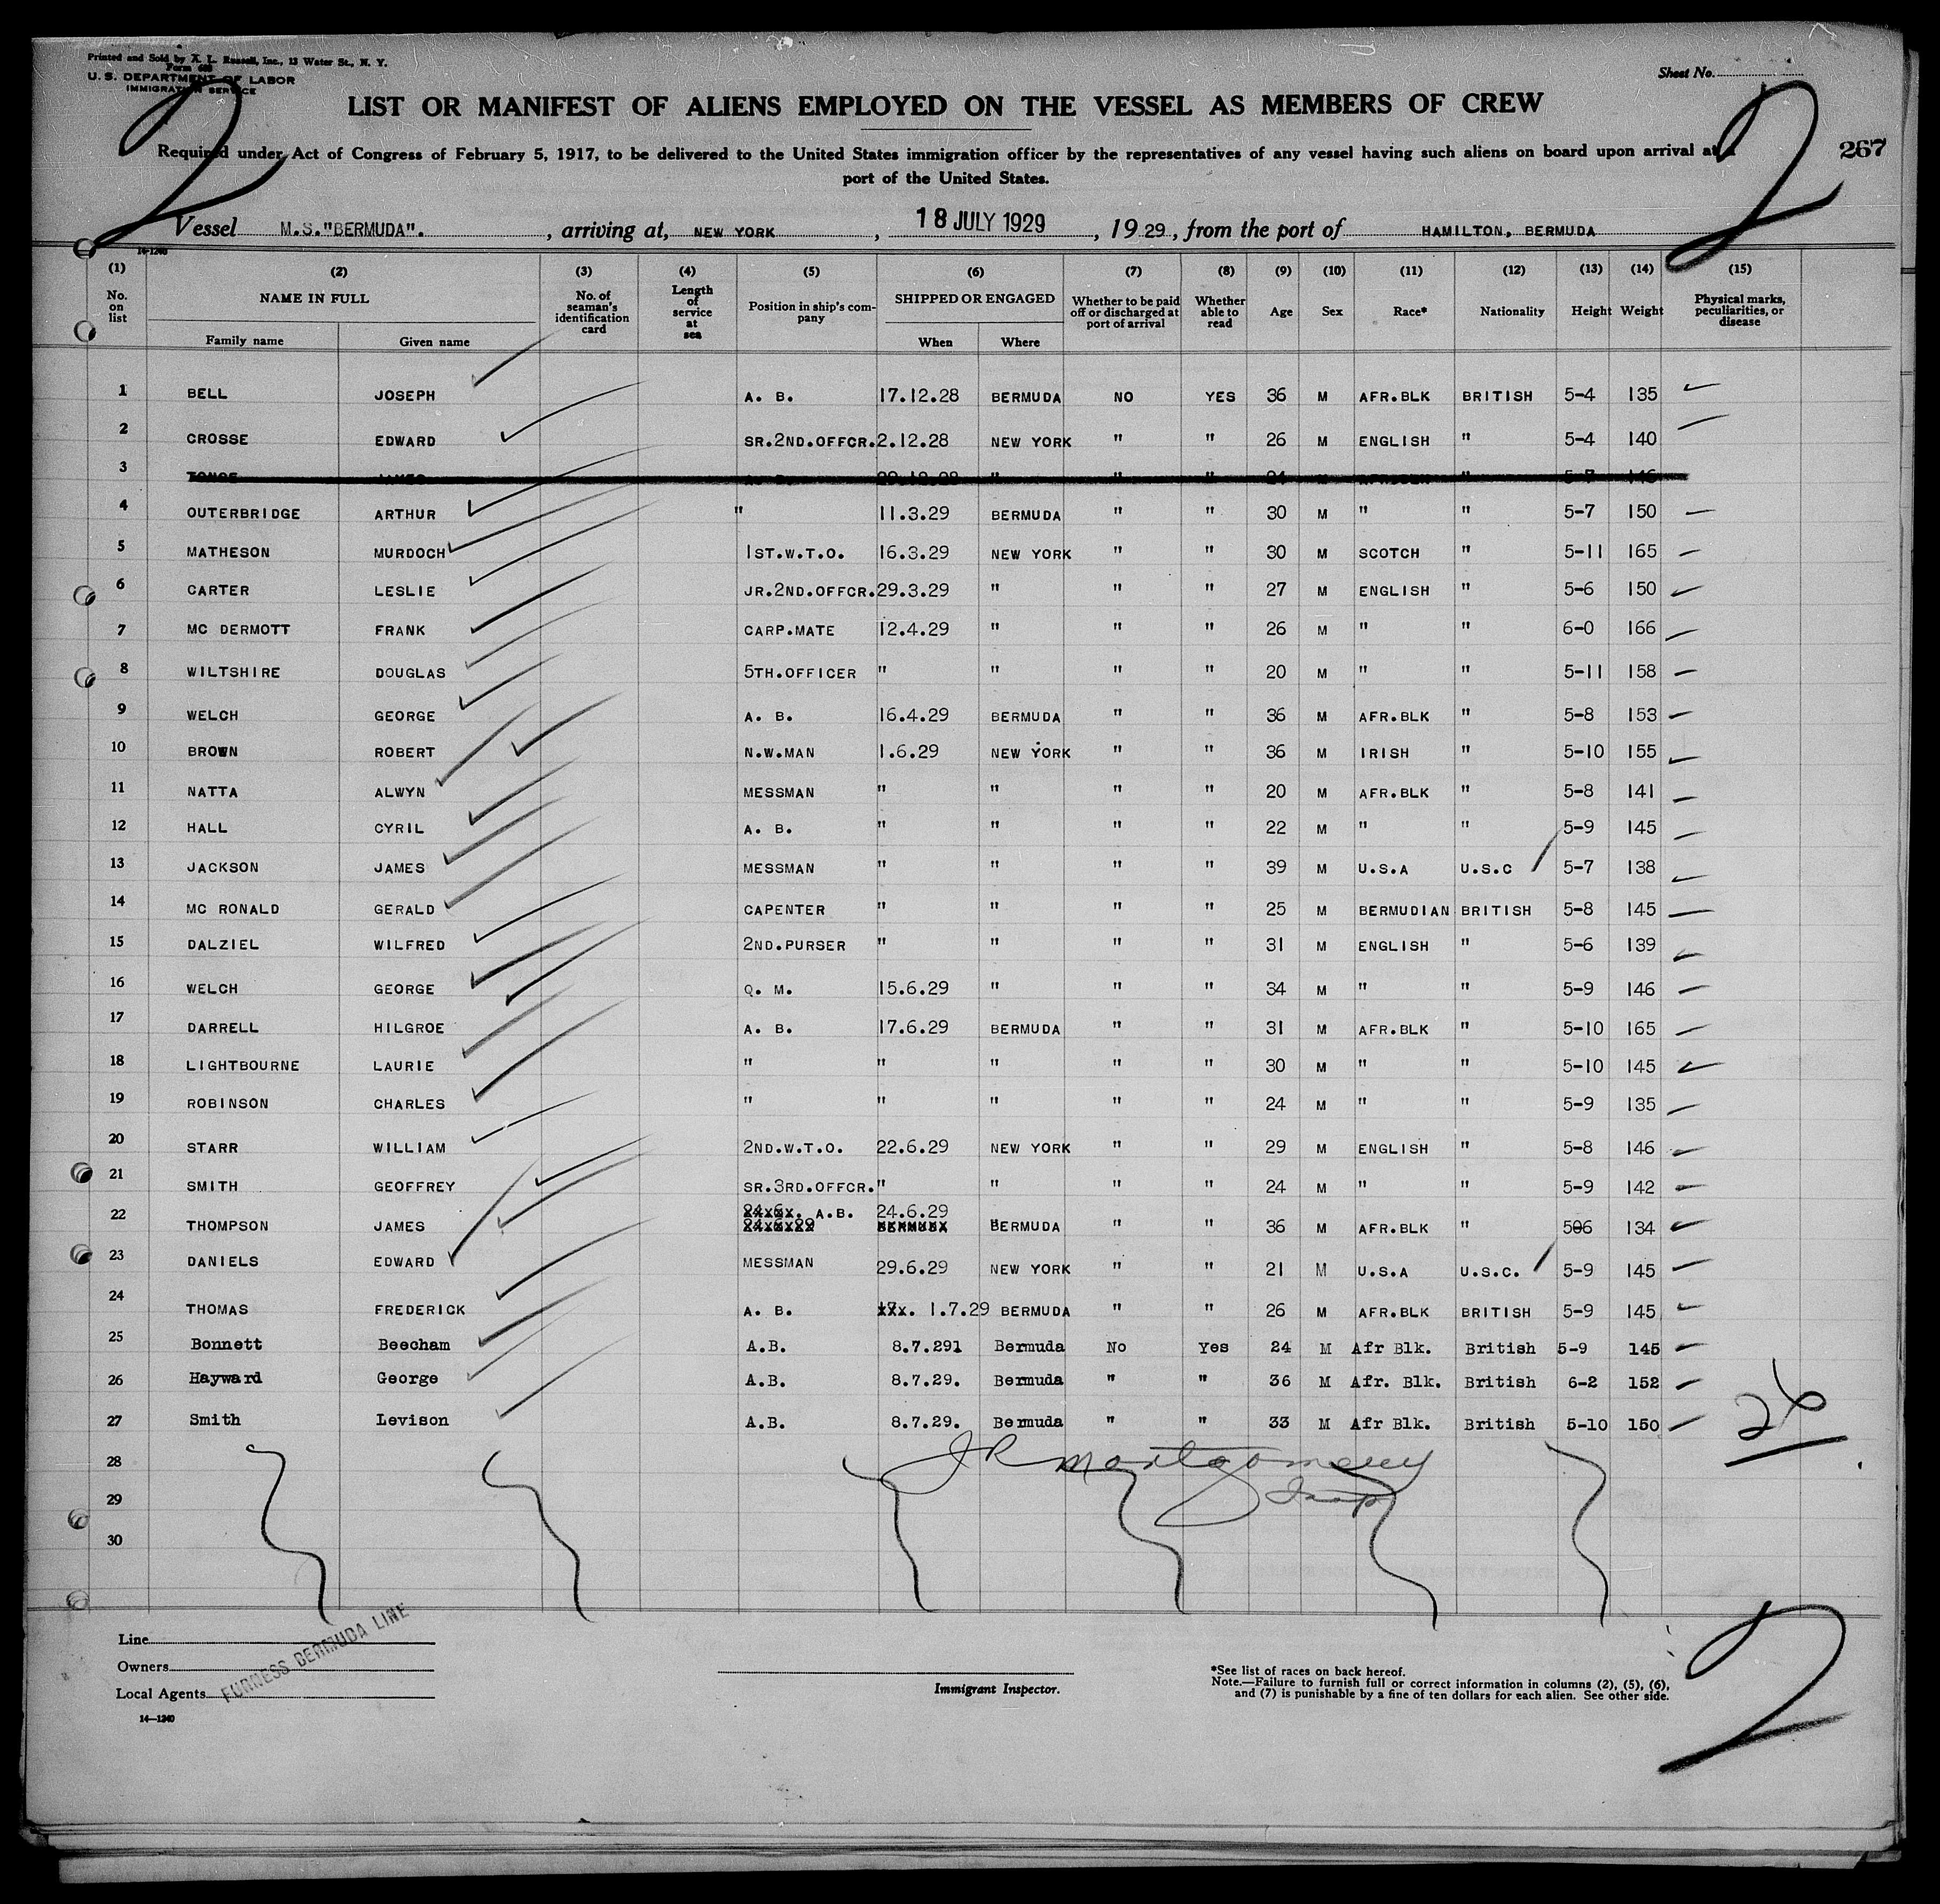 Printed and Sold by A. L. Russell, Inc., 13 Water St., N. Y.
Form 689
U. S. DEPARTMENT OF LABOR
IMMIGRATION SERVICE
Sheet No.
2
2
LIST OR MANIFEST OF ALIENS EMPLOYED ON THE VESSEL AS MEMBERS OF CREW
267
Required under Act of Congress of February 5, 1917, to be delivered to the United States immigration officer by the representatives of any vessel having such aliens on board upon arrival at a
port of the United States.
Vessel M.S."BERMUDA". , arriving at, NEW YORK , 18 JULY 1929 , 19 29 , from the port of HAMILTON, BERMUDA
14-1240
(1) (2) (3) (4) (5) (6) (7) (8) (9) (10) (11) (12) (13) (14) (15)
No. on list NAME IN FULL Family name Given name No. of seaman's identification card Length of service at sea Position in ship's company SHIPPED OR ENGAGED When Where Whether to be paid off or discharged at port of arrival Whether able to read Age Sex Race* Nationality Height Weight Physical marks, peculiarities, or disease
1 BELL JOSEPH A. B. 17.12.28 BERMUDA NO YES 36 M AFR.BLK BRITISH 5-4 135
2 CROSSE EDWARD SR.2ND.OFFCR. 2.12.28 NEW YORK " " 26 M ENGLISH " 5-4 140
3 JAMES " " " 24 M " 5-7 146
4 OUTERBRIDGE ARTHUR " 11.3.29 BERMUDA " " 30 M " " 5-7 150
5 MATHESON MURDOCH 1ST.W.T.O. 16.3.29 NEW YORK " " 30 M SCOTCH " 5-11 165
6 CARTER LESLIE JR.2ND.OFFCR. 29.3.29 " " " 27 M ENGLISH " 5-6 150
7 MC DERMOTT FRANK CARP.MATE 12.4.29 " " " 26 M " " 6-0 166
8 WILTSHIRE DOUGLAS 5TH.OFFICER " " " " 20 M " " 5-11 158
9 WELCH GEORGE A. B. 16.4.29 BERMUDA " " 36 M AFR.BLK " 5-8 153
10 BROWN ROBERT N.W.MAN 1.6.29 NEW YORK " " 36 M IRISH " 5-10 155
11 NATTA ALWYN MESSMAN " " " " 20 M AFR.BLK " 5-8 141
12 HALL CYRIL A. B. " " " " 22 M " " 5-9 145
13 JACKSON JAMES MESSMAN " " " " 39 M U.S.A U.S.C 5-7 138
14 MC RONALD GERALD CAPENTER " " " " 25 M BERMUDIAN BRITISH 5-8 145
15 DALZIEL WILFRED 2ND.PURSER " " " " 31 M ENGLISH " 5-6 139
16 WELCH GEORGE Q. M. 15.6.29 " " " 34 M " " 5-9 146
17 DARRELL HILGROE A. B. 17.6.29 BERMUDA " " 31 M AFR.BLK " 5-10 165
18 LIGHTBOURNE LAURIE " " " " " 30 M " " 5-10 145
19 ROBINSON CHARLES " " " " " 24 M " " 5-9 135
20 STARR WILLIAM 2ND.W.T.O. 22.6.29 NEW YORK " " 29 M ENGLISH " 5-8 146
21 SMITH GEOFFREY SR.3RD.OFFCR. " " " " 24 M " " 5-9 142
22 THOMPSON JAMES A.B. 24.6.29 BERMUDA " " 36 M AFR.BLK " 506 134
23 DANIELS EDWARD MESSMAN 29.6.29 NEW YORK " " 21 M U.S.A U.S.C. 5-9 145
24 THOMAS FREDERICK A. B. 1.7.29 BERMUDA " " 26 M AFR.BLK BRITISH 5-9 145
25 Bonnett Beecham A.B. 8.7.291 Bermuda No Yes 24 M Afr Blk. British 5-9 145
26 Hayward George A.B. 8.7.29. Bermuda " " 36 M Afr. Blk. British 6-2 152
27 Smith Levison A.B. 8.7.29. Bermuda " " 33 M Afr Blk. British 5-10 150
26
28
29
30
J R Montgomery
Insp
Line
Owners
Local Agents
FURNESS BERMUDA LINE
14—1240
Immigrant Inspector.
*See list of races on back hereof.
Note.—Failure to furnish full or correct information in columns (2), (5), (6),
and (7) is punishable by a fine of ten dollars for each alien. See other side.
2